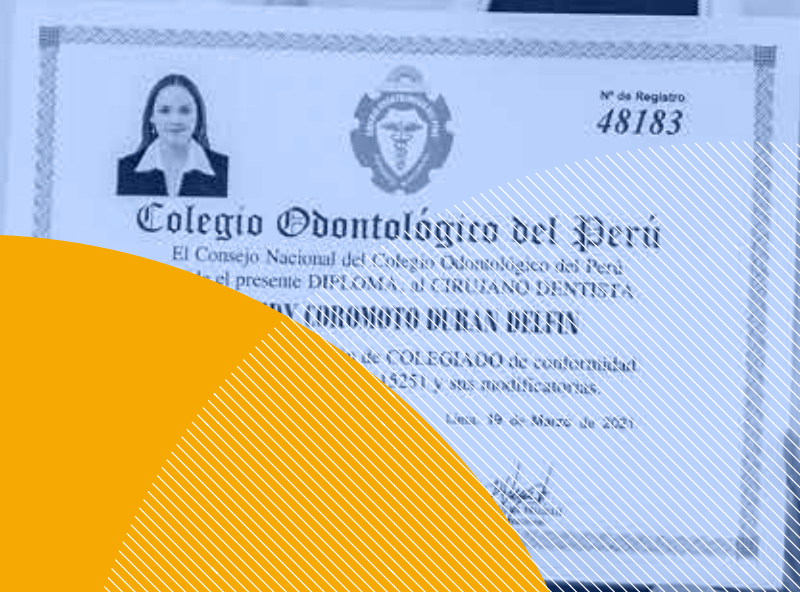 Nº de Registro
48183
Colegio Odontológico del Perú
El Consejo Nacional del Colegio Odontológico del Perú
el presente DIPLOMA, al CIRUJANO DENTISTA
COROMOTO DURAN DELFIN
de COLEGIADO de conformidad
15251 y sus modificatorias.
Lima, 19 de Marzo de 2021